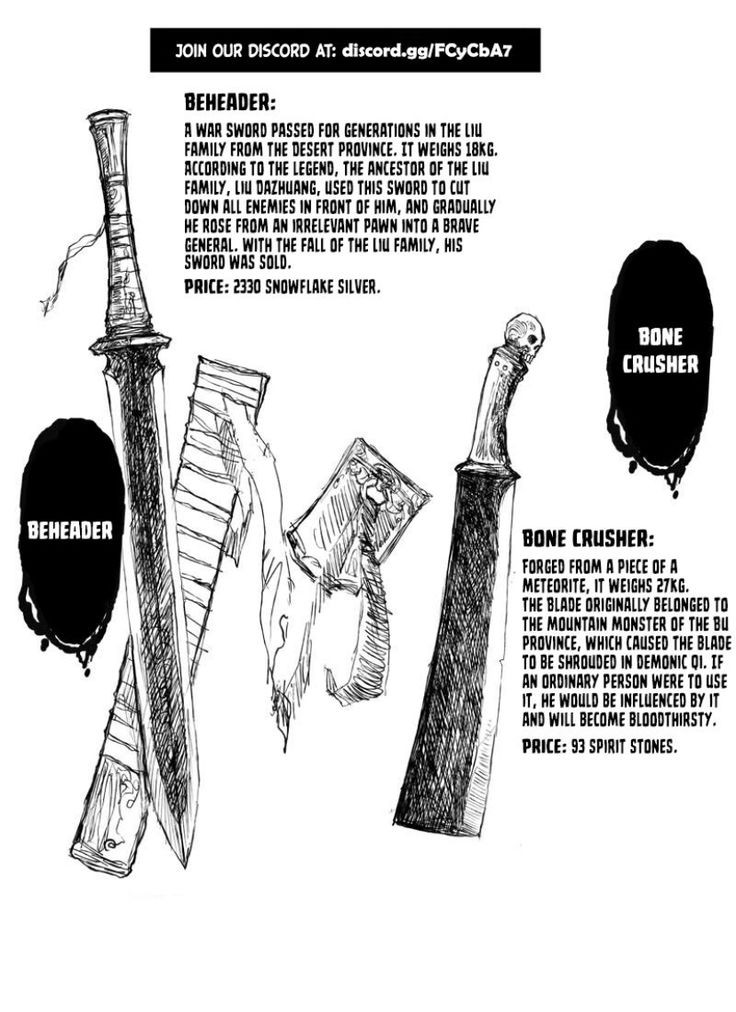 JOIN OUR DISCORD AT: discord.gg/FCyCbA7
BEHEADER:
A WAR SWORD PASSED FOR GENERATIONS IN THE LIU
FAMILY FROM THE DESERT PROVINCE. IT WEIGHS 18KG.
ACCORDING TO THE LEGEND, THE ANCESTOR OF THE LIU
FAMILY, LIU DAZHUANG, USED THIS SWORD TO CUT
DOWN ALL ENEMIES IN FRONT OF HIM, AND GRADUALLY
HE ROSE FROM AN IRRELEVANT PAWN INTO A BRAVE
GENERAL. WITH THE FALL OF THE LIU FAMILY, HIS
SWORD WAS SOLD.
PRICE: 2330 SNOWFLAKE SILVER.
BONE
CRUSHER
BEHEADER
BONE CRUSHER:
FORGED FROM A PIECE OF A
METEORITE, IT WEIGHS 27KG.
THE BLADE ORIGINALLY BELONGED TO
THE MOUNTAIN MONSTER OF THE BU
PROVINCE, WHICH CAUSED THE BLADE
TO BE SHROUDED IN DEMONIC QI. IF
AN ORDINARY PERSON WERE TO USE
IT, HE WOULD BE INFLUENCED BY IT
AND WILL BECOME BLOODTHIRSTY.
PRICE: 93 SPIRIT STONES.